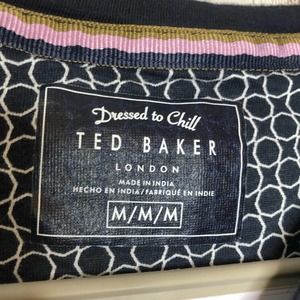 Dressed to Chill
TED BAKER
LONDON
MADE IN INDIA
HECHO EN INDIA/FABRIQUÉ EN INDE
M/M/M